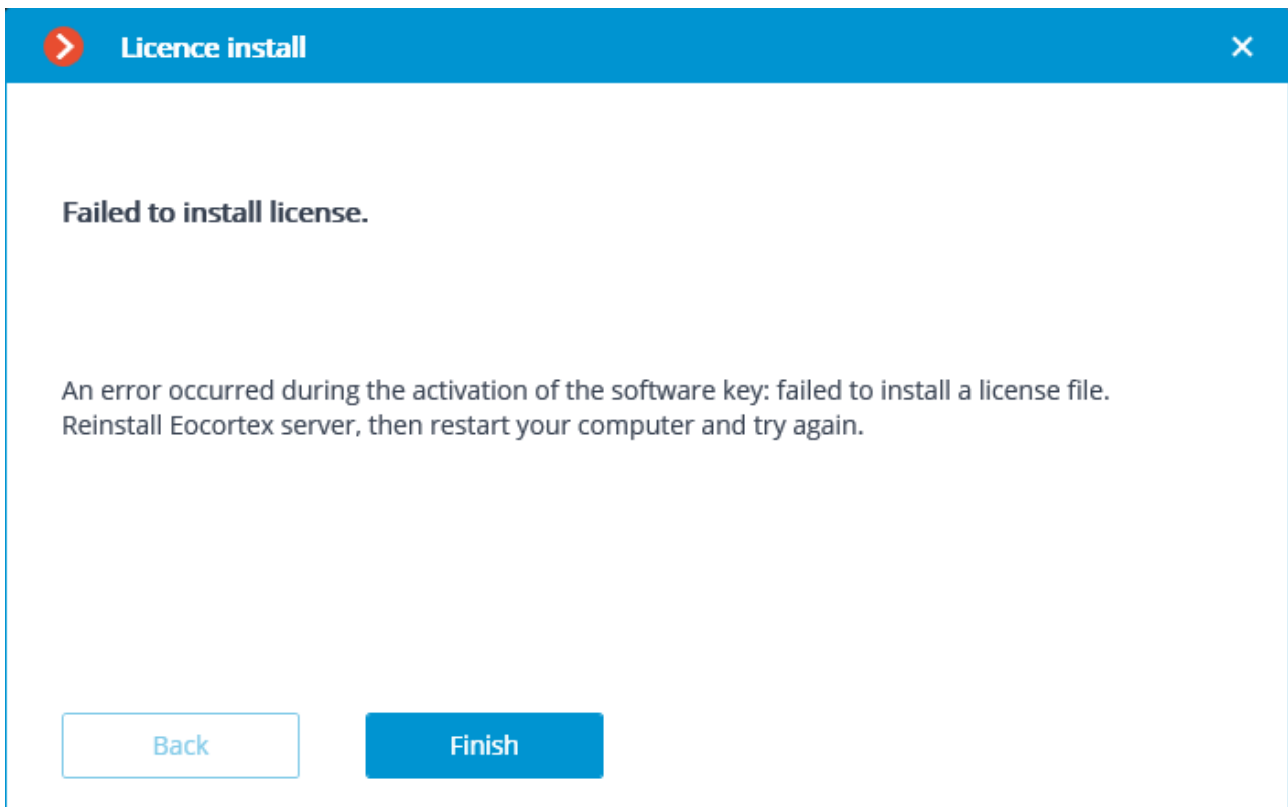 Licence install
Failed to install license.
An error occurred during the activation of the software key: failed to install a license file.
Reinstall Eocortex server, then restart your computer and try again.
Back
Finish